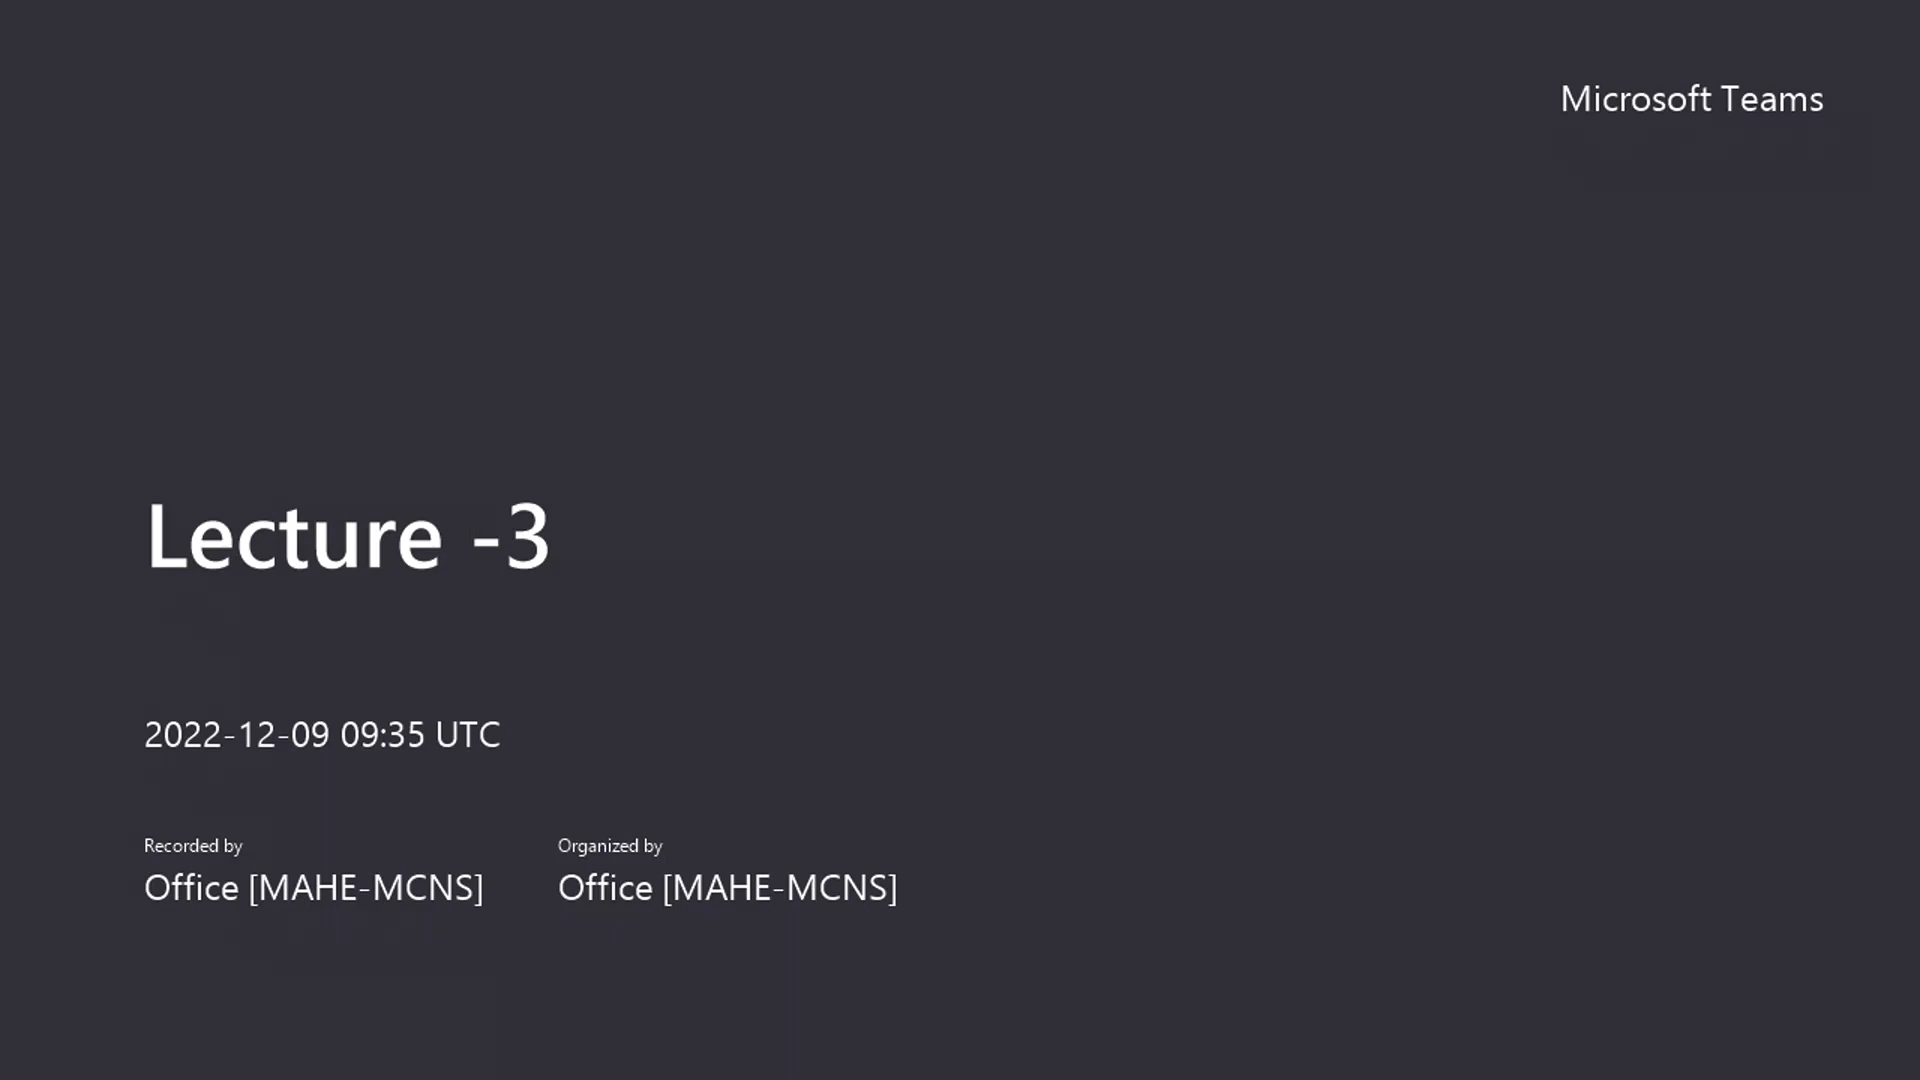 Microsoft Teams
Lecture -3
2022-12-09 09:35 UTC
Recorded by
Office [MAHE-MCNS]
Organized by
Office [MAHE-MCNS]